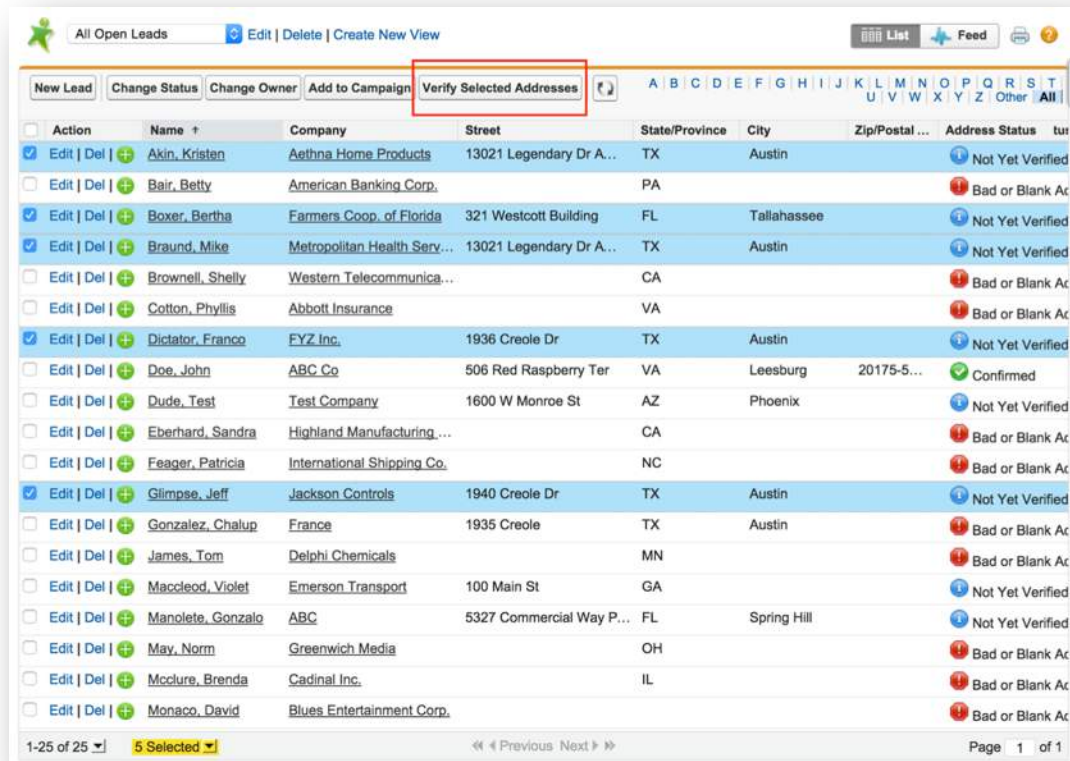 All Open Leads Edit | Delete | Create New View List Feed
New Lead Change Status Change Owner Add to Campaign Verify Selected Addresses A | B | C | D | E | F | G | H | I | J | K | L | M | N | O | P | Q | R | S | T |
U | V | W | X | Y | Z | Other All
Action Name Company Street State/Province City Zip/Postal ... Address Status tus
Edit | Del | Akin, Kristen Aethna Home Products 13021 Legendary Dr A... TX Austin Not Yet Verified
Edit | Del | Bair, Betty American Banking Corp. PA Bad or Blank Ad
Edit | Del | Boxer, Bertha Farmers Coop. of Florida 321 Westcott Building FL Tallahassee Not Yet Verified
Edit | Del | Braund, Mike Metropolitan Health Serv... 13021 Legendary Dr A... TX Austin Not Yet Verified
Edit | Del | Brownell, Shelly Western Telecommunica... CA Bad or Blank Ad
Edit | Del | Cotton, Phyllis Abbott Insurance VA Bad or Blank Ad
Edit | Del | Dictator, Franco FYZ Inc. 1936 Creole Dr TX Austin Not Yet Verified
Edit | Del | Doe, John ABC Co 506 Red Raspberry Ter VA Leesburg 20175-5... Confirmed
Edit | Del | Dude, Test Test Company 1600 W Monroe St AZ Phoenix Not Yet Verified
Edit | Del | Eberhard, Sandra Highland Manufacturing ... CA Bad or Blank Ad
Edit | Del | Feager, Patricia International Shipping Co. NC Bad or Blank Ad
Edit | Del | Glimpse, Jeff Jackson Controls 1940 Creole Dr TX Austin Not Yet Verified
Edit | Del | Gonzalez, Chalup France 1935 Creole TX Austin Bad or Blank Ad
Edit | Del | James, Tom Delphi Chemicals MN Bad or Blank Ad
Edit | Del | Maccleod, Violet Emerson Transport 100 Main St GA Not Yet Verified
Edit | Del | Manolete, Gonzalo ABC 5327 Commercial Way P... FL Spring Hill Not Yet Verified
Edit | Del | May, Norm Greenwich Media OH Bad or Blank Ad
Edit | Del | Mcclure, Brenda Cadinal Inc. IL Bad or Blank Ad
Edit | Del | Monaco, David Blues Entertainment Corp. Bad or Blank Ad
1-25 of 25 5 Selected Previous Next Page 1 of 1